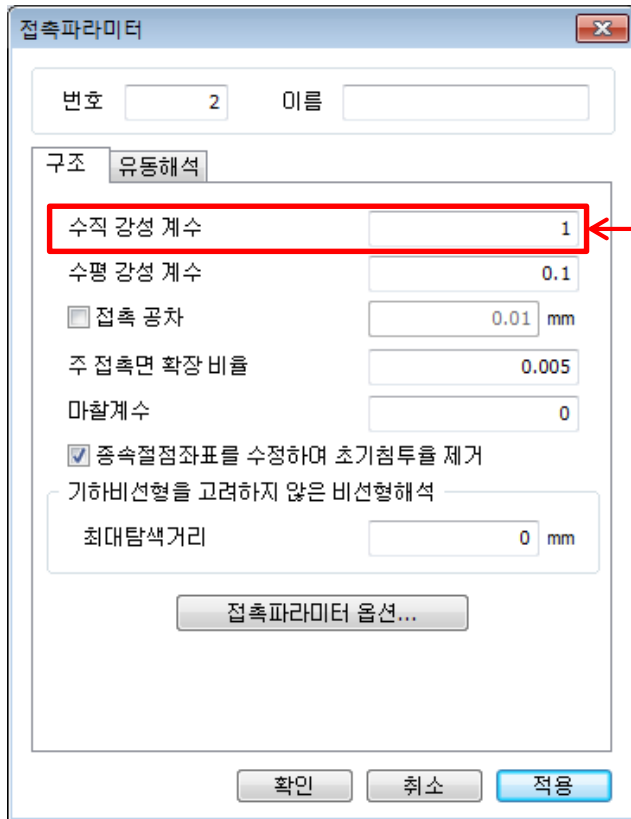 접촉파라미터
번호 2 이름
구조 유동해석
수직 강성 계수 1
수평 강성 계수 0.1
접촉 공차 0.01 mm
주 접촉면 확장 비율 0.005
마찰계수 0
종속절점좌표를 수정하며 초기침투율 제거
기하비선형을 고려하지 않은 비선형해석
최대탐색거리 0 mm
접촉파라미터 옵션...
확인 취소 적용